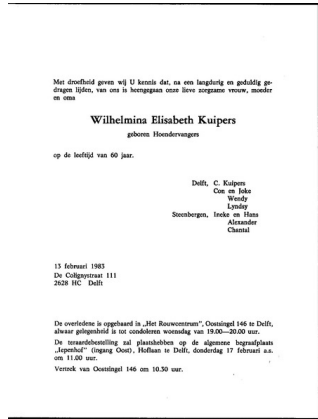 Met droefheid geven wij U kennis dat, na een langdurig en geduldig ge-
dragen lijden, van ons is heengegaan onze lieve zorgzame vrouw, moeder
en oma
Wilhelmina Elisabeth Kuipers
geboren Hoendervangers
op de leeftijd van 60 jaar.
Delft, C. Kuipers
Con en Joke
Wendy
Lyndsy
Steenbergen, Ineke en Hans
Alexander
Chantal
13 februari 1983
De Colignystraat 111
2628 HC Delft
De overledene is opgebaard in „Het Rouwcentrum”, Oostsingel 146 te Delft,
alwaar gelegenheid is tot condoleren woensdag van 19.00—20.00 uur.
De teraardebestelling zal plaatshebben op de algemene begraafplaats
„Iepenhof” (ingang Oost), Hoflaan te Delft, donderdag 17 februari a.s.
om 11.00 uur.
Vertrek van Oostsingel 146 om 10.30 uur.